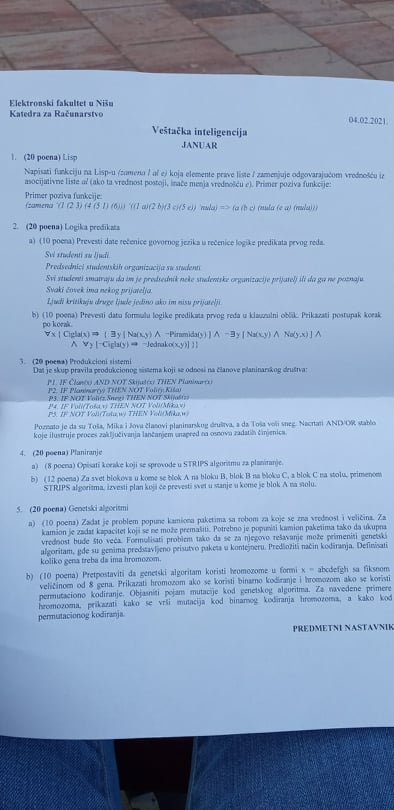 Elektronski fakultet u Nišu
Katedra za Računarstvo
04.02.2021.
Veštačka inteligencija
JANUAR
1. (20 poena) Lisp
Napisati funkciju na Lisp-u (zamena l al e) koja elemente prave liste l zamenjuje odgovarajućom vrednošću iz
asocijativne liste al (ako ta vrednost postoji, inače menja vrednošću e). Primer poziva funkcije:
Primer poziva funkcije:
(zamena '(1 (2 3) (4 (5 1) (6))) '((1 a)(2 b)(3 c)(5 e)) 'nula) => (a (b c) (nula (e a) (nula)))
2. (20 poena) Logika predikata
a) (10 poena) Prevesti date rečenice govornog jezika u rečenice logike predikata prvog reda.
Svi studenti su ljudi.
Predsednici studentskih organizacija su studenti.
Svi studenti smatraju da im je predsednik neke studentske organizacije prijatelj ili da ga ne poznaju.
Svaki čovek ima nekog prijatelja.
Ljudi kritikuju druge ljude jedino ako im nisu prijatelji.
b) (10 poena) Prevesti datu formulu logike predikata prvog reda u klauzulni oblik. Prikazati postupak korak
po korak.
∀x { Cigla(x) ⇒ { ∃y [ Na(x,y) ∧ ¬Piramida(y) ] ∧ ¬∃y [ Na(x,y) ∧ Na(y,x) ] ∧
∧ ∀y [¬Cigla(y) ⇒ ¬Jednako(x,y)] }}
3. (20 poena) Produkcioni sistemi
Dat je skup pravila produkcionog sistema koji se odnosi na članove planinarskog društva:
P1. IF Član(x) AND NOT Skijaš(x) THEN Planinar(x)
P2. IF Planinar(y) THEN NOT Voli(y,Kiša)
P3. IF NOT Voli(z,Sneg) THEN NOT Skijaš(z)
P4. IF Voli(Toša,v) THEN NOT Voli(Mika,v)
P5. IF NOT Voli(Toša,w) THEN Voli(Mika,w)
Poznato je da su Toša, Mika i Jova članovi planinarskog društva, a da Toša voli sneg. Nacrtati AND/OR stablo
koje ilustruje proces zaključivanja lančanjem unapred na osnovu zadatih činjenica.
4. (20 poena) Planiranje
a) (8 poena) Opisati korake koji se sprovode u STRIPS algoritmu za planiranje.
b) (12 poena) Za svet blokova u kome se blok A na bloku B, blok B na bloku C, a blok C na stolu, primenom
STRIPS algoritma, izvesti plan koji će prevesti svet u stanje u kome je blok A na stolu.
5. (20 poena) Genetski algoritmi
a) (10 poena) Zadat je problem popune kamiona paketima sa robom za koje se zna vrednost i veličina. Za
kamion je zadat kapacitet koji se ne može premašiti. Potrebno je popuniti kamion paketima tako da ukupna
vrednost bude što veća. Formulisati problem tako da se za njegovo rešavanje može primeniti genetski
algoritam, gde su genima predstavljeno prisutvo paketa u kontejneru. Predložiti način kodiranja. Definisati
koliko gena treba da ima hromozom.
b) (10 poena) Pretpostaviti da genetski algoritam koristi hromozome u formi x = abcdefgh sa fiksnom
veličinom od 8 gena. Prikazati hromozom ako se koristi binarno kodiranje i hromozom ako se koristi
permutaciono kodiranje. Objasniti pojam mutacije kod genetskog algoritma. Za navedene primere
hromozoma, prikazati kako se vrši mutacija kod binarnog kodiranja hromozoma, a kako kod
permutacionog kodiranja.
PREDMETNI NASTAVNIK